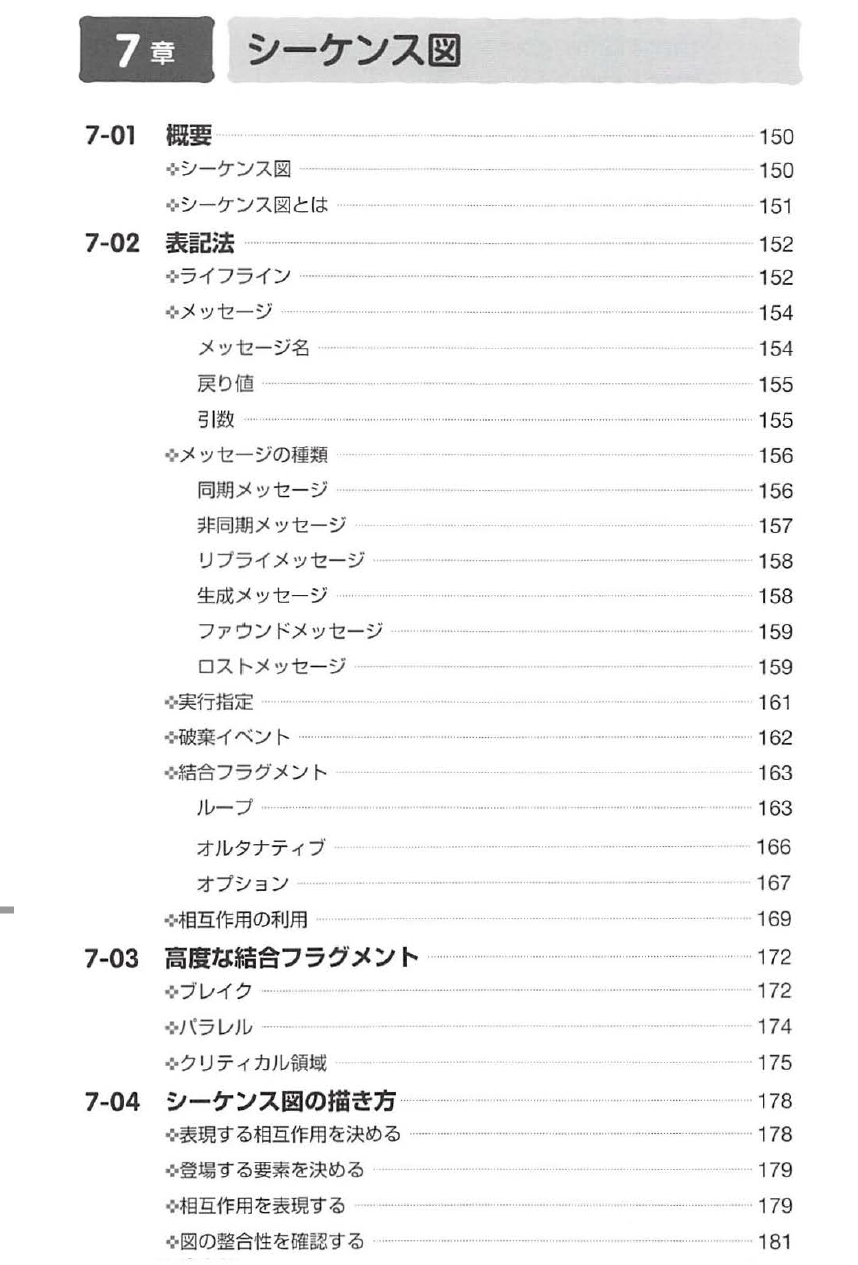 7章 シーケンス図
7-01 概要 150
シーケンス図 150
シーケンス図とは 151
7-02 表記法 152
ライフライン 152
メッセージ 154
メッセージ名 154
戻り値 155
引数 155
メッセージの種類 156
同期メッセージ 156
非同期メッセージ 157
リプライメッセージ 158
生成メッセージ 158
ファウンドメッセージ 159
ロストメッセージ 159
実行指定 161
破棄イベント 162
結合フラグメント 163
ループ 163
オルタナティブ 166
オプション 167
相互作用の利用 169
7-03 高度な結合フラグメント 172
ブレイク 172
パラレル 174
クリティカル領域 175
7-04 シーケンス図の描き方 178
表現する相互作用を決める 178
登場する要素を決める 179
相互作用を表現する 179
図の整合性を確認する 181